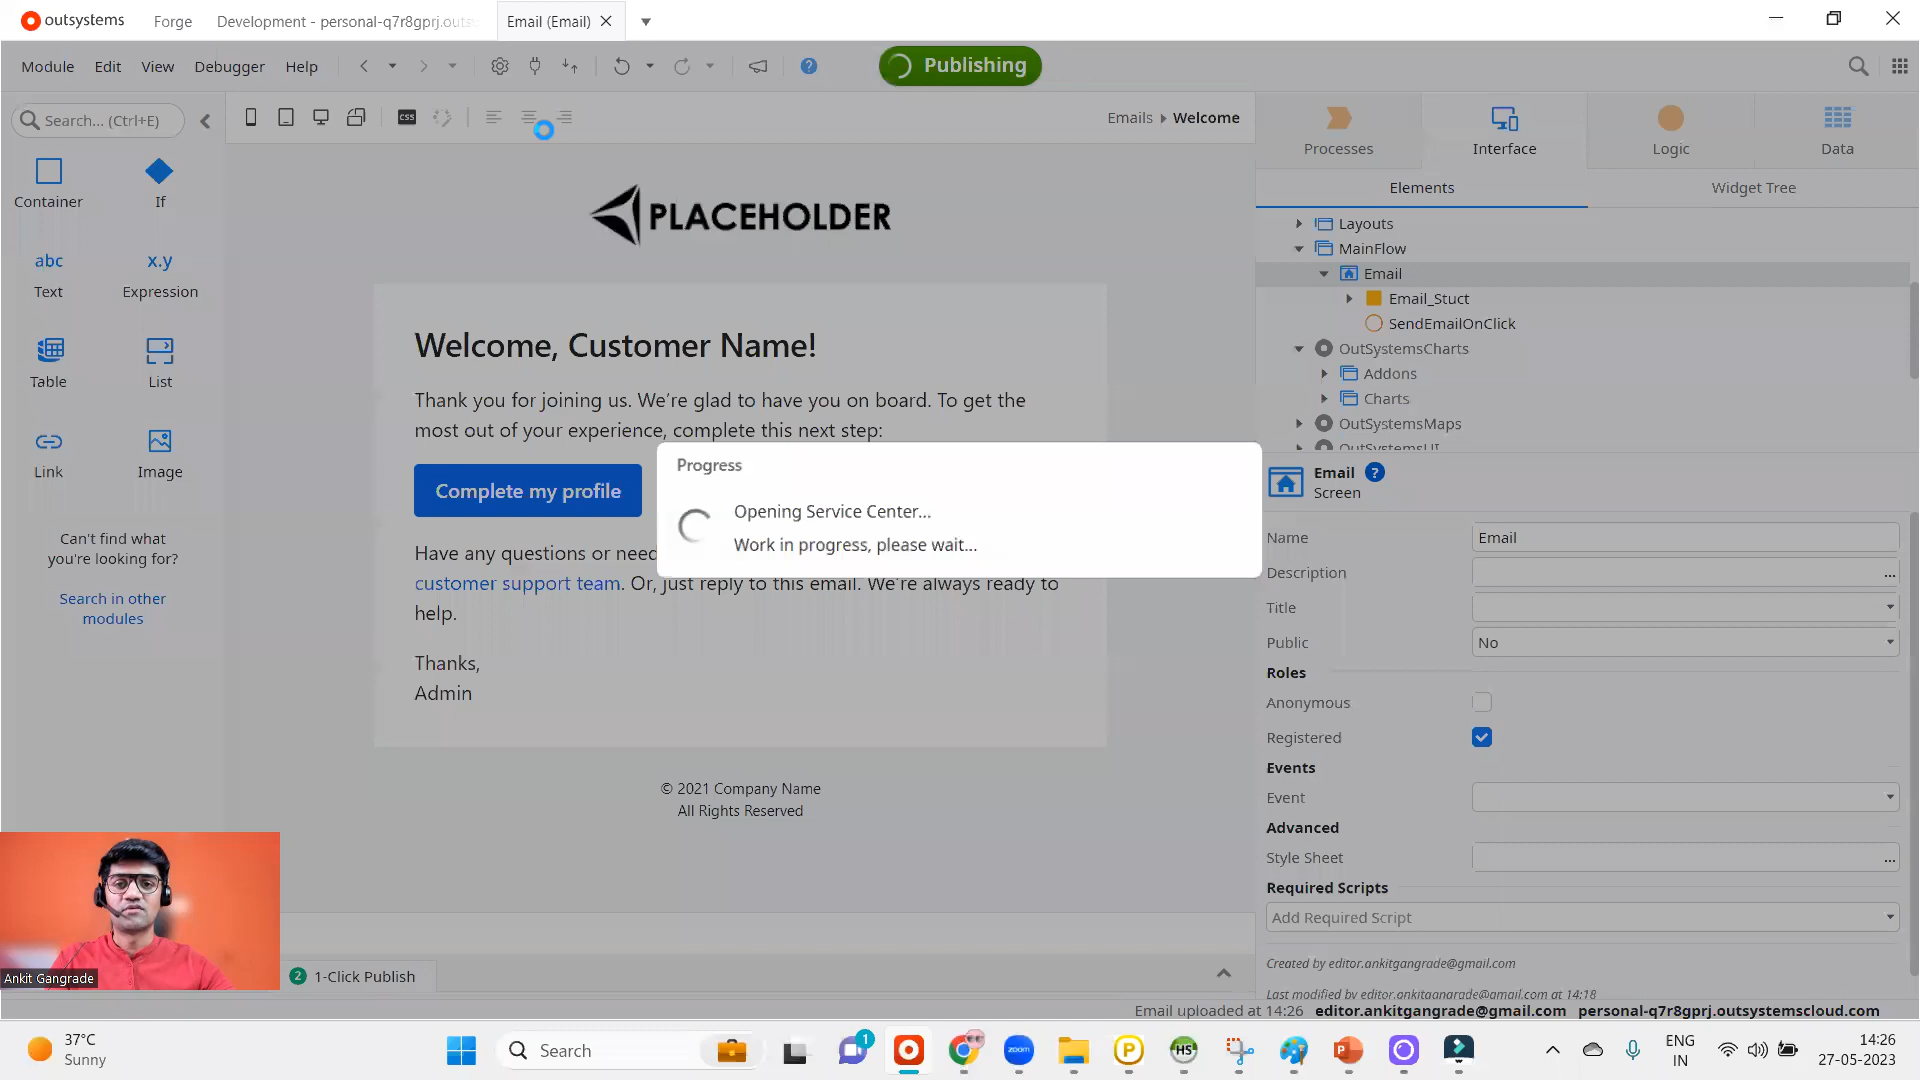 outsystems
Forge
Development - personal-q7r8gprj.outs
Email (Email)
Module
Edit
View
Debugger
Help
?
Publishing
Search... (Ctrl+E)
CSS
Emails
Welcome
Processes
Interface
Logic
Data
Elements
Widget Tree
Container
If
abc
x.y
Text
Expression
Table
List
Link
Image
Can't find what
you're looking for?
Search in other
modules
PLACEHOLDER
Welcome, Customer Name!
Thank you for joining us. We're glad to have you on board. To get the
most out of your experience, complete this next step:
Complete my profile
Have any questions or need
customer support team. Or, just reply to this email. We're always ready to
help.
Thanks,
Admin
© 2021 Company Name
All Rights Reserved
Progress
Opening Service Center...
Work in progress, please wait...
Layouts
MainFlow
Email
Email_Stuct
SendEmailOnClick
OutSystemsCharts
Addons
Charts
OutSystemsMaps
OutSystemsUI
Email
?
Screen
Name
Email
Description
...
Title
Public
No
Roles
Anonymous
Registered
Events
Event
Advanced
Style Sheet
...
Required Scripts
Add Required Script
Created by editor.ankitgangrade@gmail.com
Last modified by editor.ankitgangrade@gmail.com at 14:18
Ankit Gangrade
2
1-Click Publish
Email uploaded at 14:26
editor.ankitgangrade@gmail.com
personal-q7r8gprj.outsystemscloud.com
37°C
Sunny
Search
1
zoom
P
HS
P
ENG
IN
14:26
27-05-2023